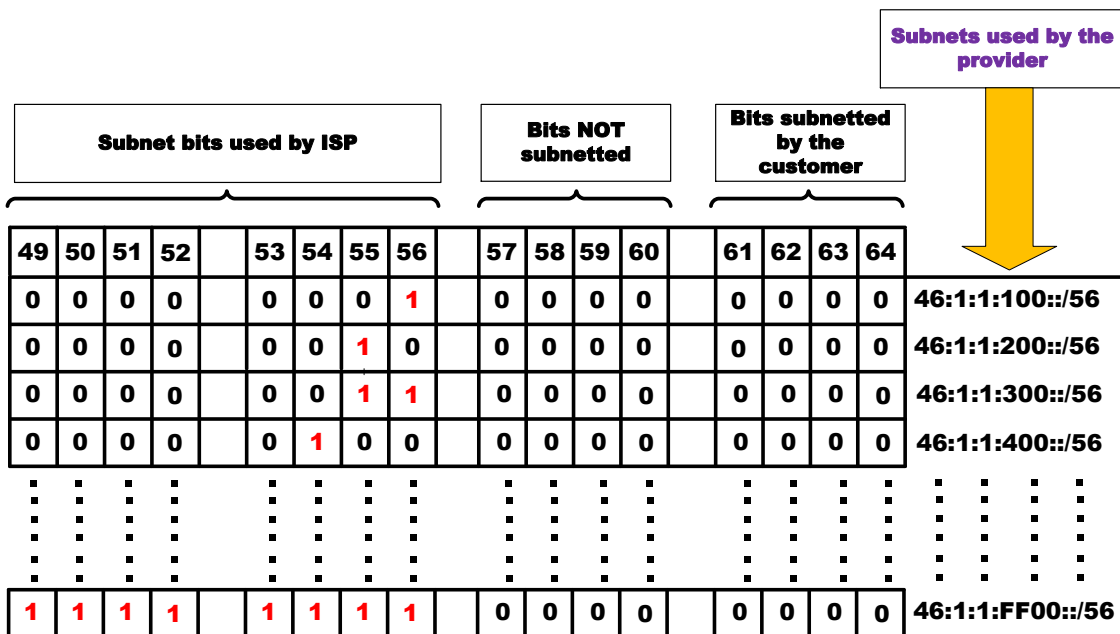 Subnets used by the
provider
Subnet bits used by ISP
Bits NOT
subnetted
Bits subnetted
by the
customer
49 50 51 52 53 54 55 56 57 58 59 60 61 62 63 64
0 0 0 0 0 0 0 1 0 0 0 0 0 0 0 0 46:1:1:100::/56
0 0 0 0 0 0 1 0 0 0 0 0 0 0 0 0 46:1:1:200::/56
0 0 0 0 0 0 1 1 0 0 0 0 0 0 0 0 46:1:1:300::/56
0 0 0 0 0 1 0 0 0 0 0 0 0 0 0 0 46:1:1:400::/56
1 1 1 1 1 1 1 1 0 0 0 0 0 0 0 0 46:1:1:FF00::/56